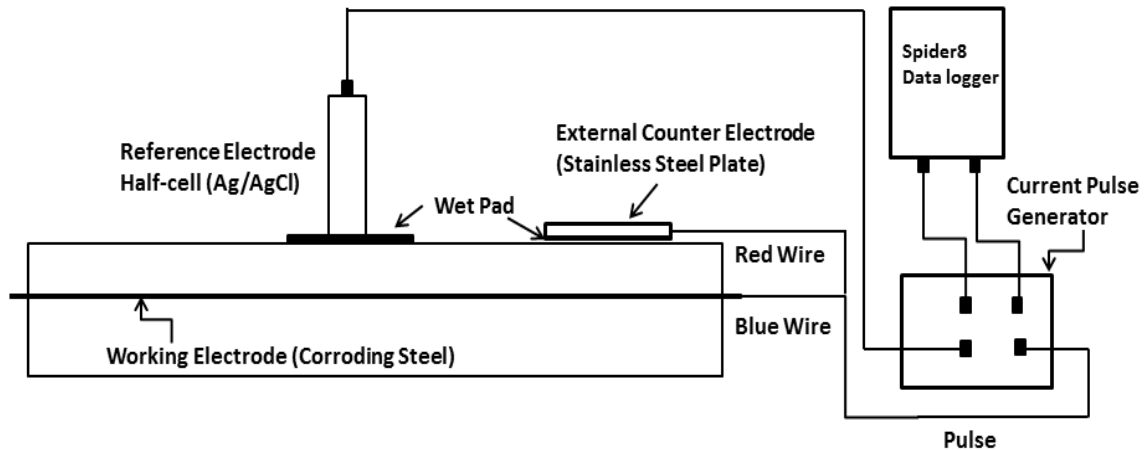 Spider8
Data logger
External Counter Electrode
(Stainless Steel Plate)
Reference Electrode
Half-cell (Ag/AgCl)
Current Pulse
Generator
Wet Pad
Red Wire
Blue Wire
Working Electrode (Corroding Steel)
Pulse